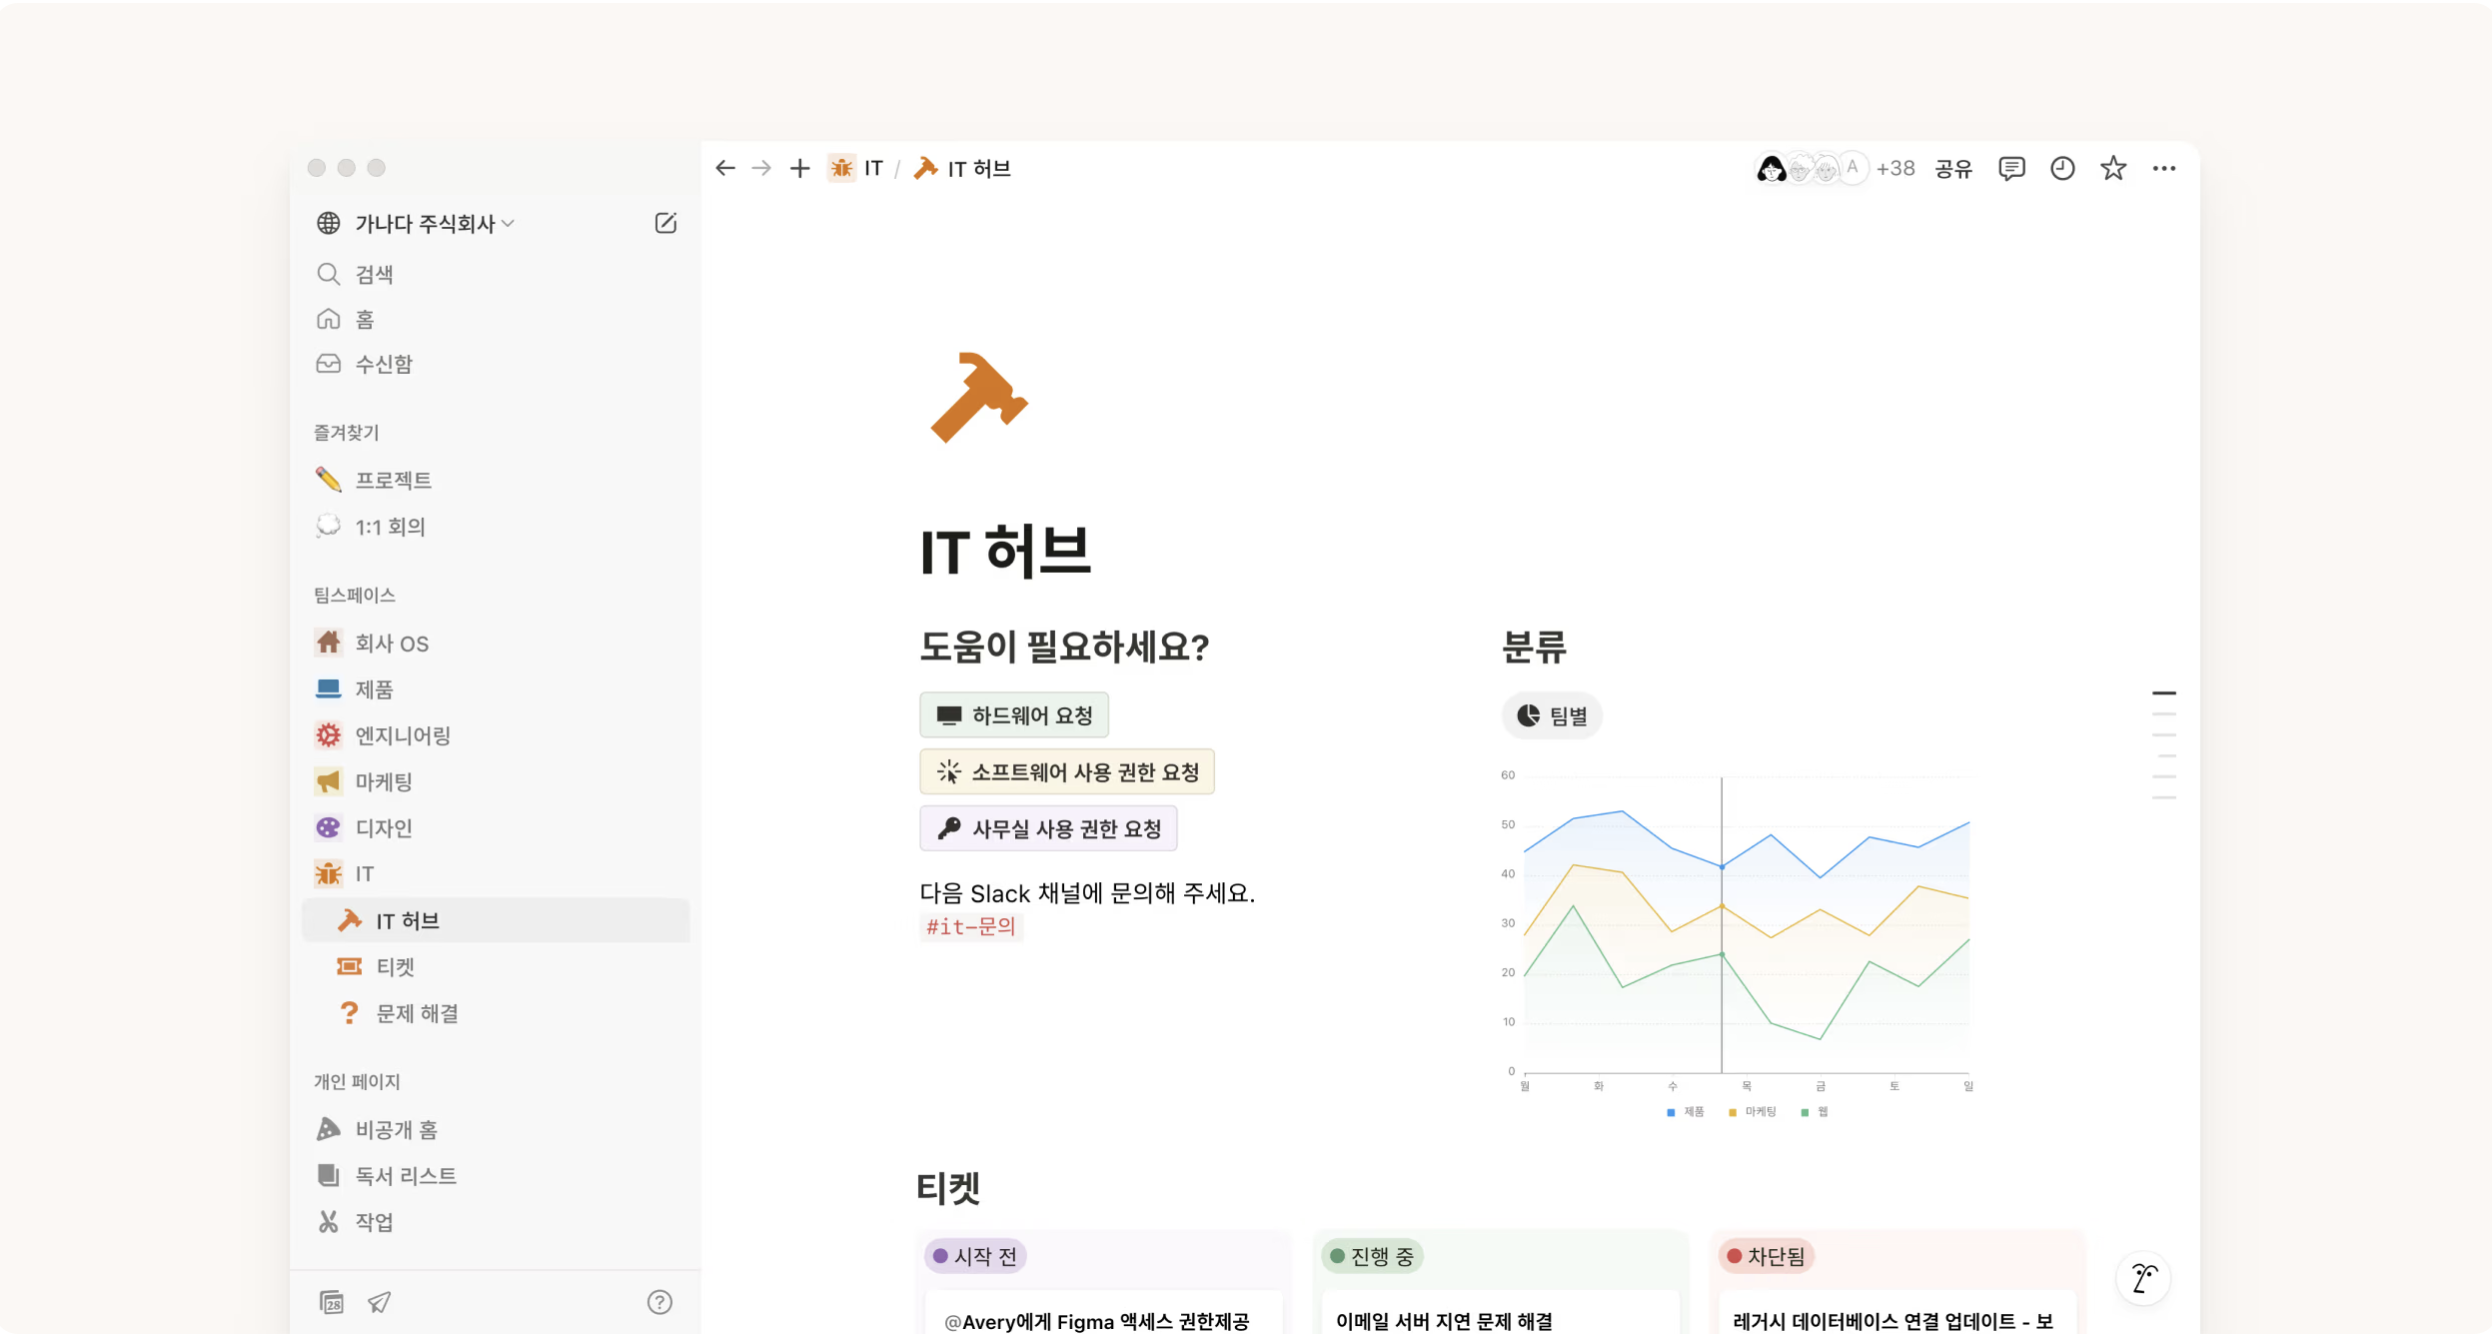 가나다 주식회사
검색
홈
수신함
즐겨찾기
프로젝트
1:1 회의
팀스페이스
회사 OS
제품
엔지니어링
마케팅
디자인
IT
IT 허브
티켓
문제 해결
개인 페이지
비공개 홈
독서 리스트
작업
28
IT / IT 허브
A +38 공유
IT 허브
도움이 필요하세요?
하드웨어 요청
소프트웨어 사용 권한 요청
사무실 사용 권한 요청
다음 Slack 채널에 문의해 주세요.
#it-문의
분류
팀별
60
50
40
30
20
10
0
월 화 수 목 금 토 일
제품 마케팅 웹
티켓
시작 전
@Avery에게 Figma 액세스 권한제공
진행 중
이메일 서버 지연 문제 해결
차단됨
레거시 데이터베이스 연결 업데이트 - 보